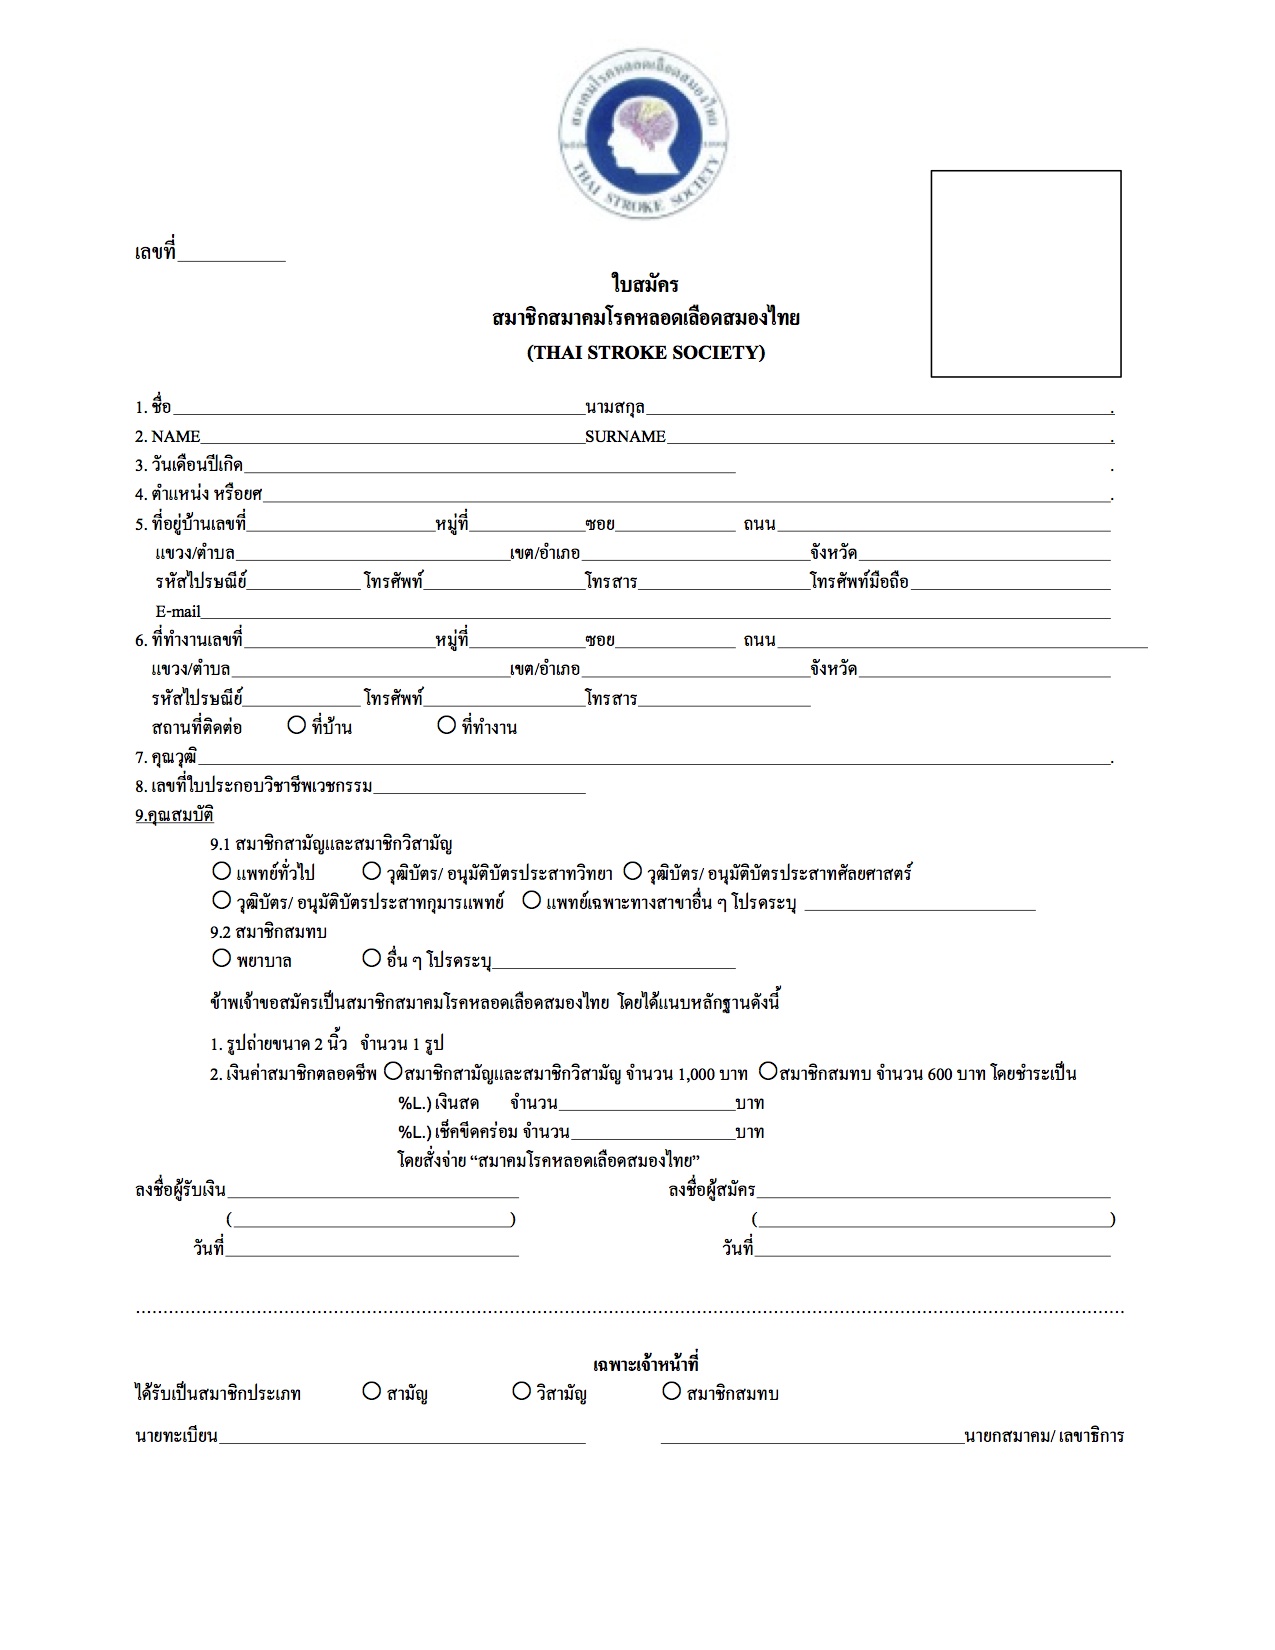 สมาคมโรคหลอดเลือดสมองไทย
THAI STROKE SOCIETY
เลขที่____________
ใบสมัคร
สมาชิกสมาคมโรคหลอดเลือดสมองไทย
(THAI STROKE SOCIETY)
1. ชื่อ____________นามสกุล____________.
2. NAME____________SURNAME____________.
3. วันเดือนปีเกิด____________ .
4. ตำแหน่ง หรือยศ____________.
5. ที่อยู่บ้านเลขที่____________หมู่ที่____________ซอย____________ ถนน____________
แขวง/ตำบล____________เขต/อำเภอ____________จังหวัด____________
รหัสไปรษณีย์____________ โทรศัพท์____________โทรสาร____________โทรศัพท์มือถือ____________
E-mail____________
6. ที่ทำงานเลขที่____________หมู่ที่____________ซอย____________ ถนน____________
แขวง/ตำบล____________เขต/อำเภอ____________จังหวัด____________
รหัสไปรษณีย์____________ โทรศัพท์____________โทรสาร____________
สถานที่ติดต่อ ○ ที่บ้าน ○ ที่ทำงาน
7. คุณวุฒิ____________.
8. เลขที่ใบประกอบวิชาชีพเวชกรรม____________
9.คุณสมบัติ
9.1 สมาชิกสามัญและสมาชิกวิสามัญ
○ แพทย์ทั่วไป ○ วุฒิบัตร/ อนุมัติบัตรประสาทวิทยา ○ วุฒิบัตร/ อนุมัติบัตรประสาทศัลยศาสตร์
○ วุฒิบัตร/ อนุมัติบัตรประสาทกุมารแพทย์ ○ แพทย์เฉพาะทางสาขาอื่น ๆ โปรดระบุ ____________
9.2 สมาชิกสมทบ
○ พยาบาล ○ อื่น ๆ โปรดระบุ____________
ข้าพเจ้าขอสมัครเป็นสมาชิกสมาคมโรคหลอดเลือดสมองไทย โดยได้แนบหลักฐานดังนี้
1. รูปถ่ายขนาด 2 นิ้ว จำนวน 1 รูป
2. เงินค่าสมาชิกตลอดชีพ ○สมาชิกสามัญและสมาชิกวิสามัญ จำนวน 1,000 บาท ○สมาชิกสมทบ จำนวน 600 บาท โดยชำระเป็น
%L.) เงินสด จำนวน____________บาท
%L.) เช็คขีดคร่อม จำนวน____________บาท
โดยสั่งจ่าย “สมาคมโรคหลอดเลือดสมองไทย”
ลงชื่อผู้รับเงิน____________ ลงชื่อผู้สมัคร____________
(____________) (____________)
วันที่____________ วันที่____________
เฉพาะเจ้าหน้าที่
ได้รับเป็นสมาชิกประเภท ○ สามัญ ○ วิสามัญ ○ สมาชิกสมทบ
นายทะเบียน____________ ____________นายกสมาคม/ เลขาธิการ